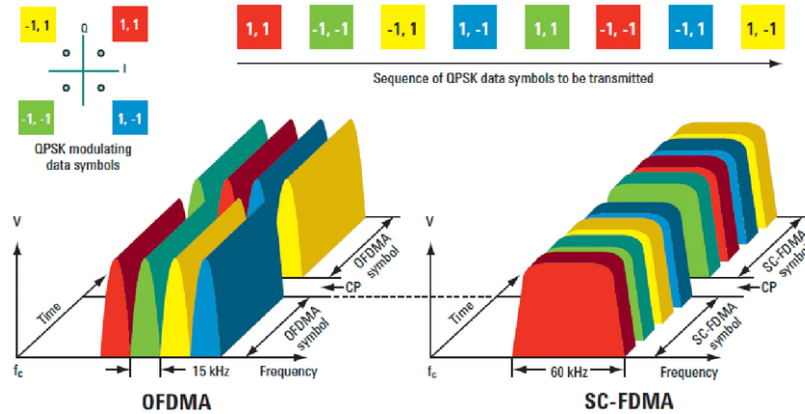 -1, 1
1, 1
Q
I
-1, -1
1, -1
QPSK modulating
data symbols
1, 1
-1, -1
-1, 1
1, -1
1, 1
-1, -1
-1, 1
1, -1
Sequence of QPSK data symbols to be transmitted
V
Time
OFDMA
symbol
CP
OFDMA
symbol
fc
15 kHz
Frequency
OFDMA
V
Time
SC-FDMA
symbol
CP
SC-FDMA
symbol
fc
60 kHz
Frequency
SC-FDMA